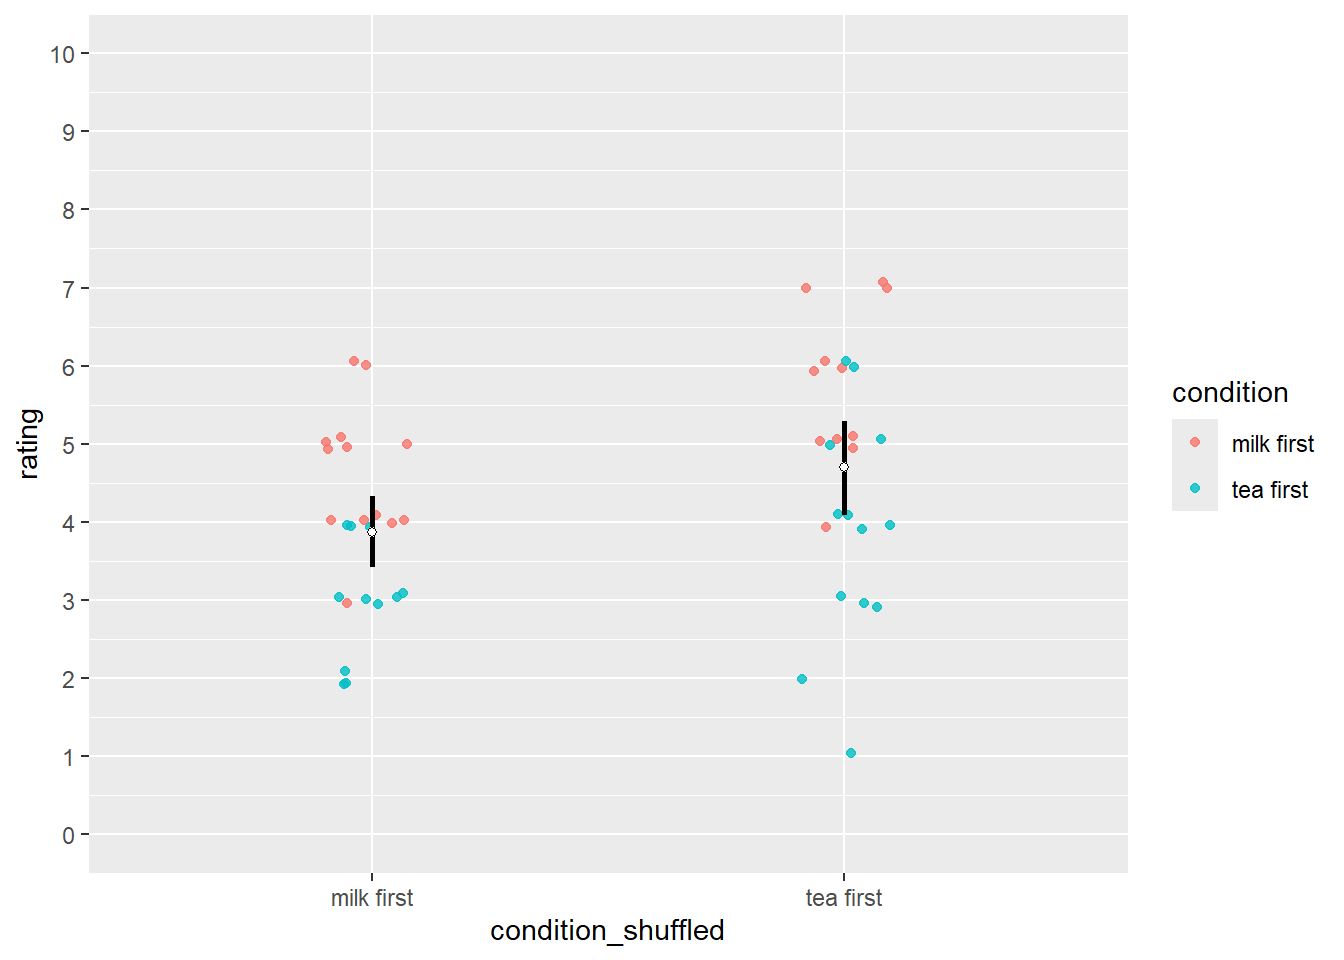 10
9
8
7
6
5
4
3
2
1
0
rating
milk first
tea first
condition_shuffled
condition
milk first
tea first